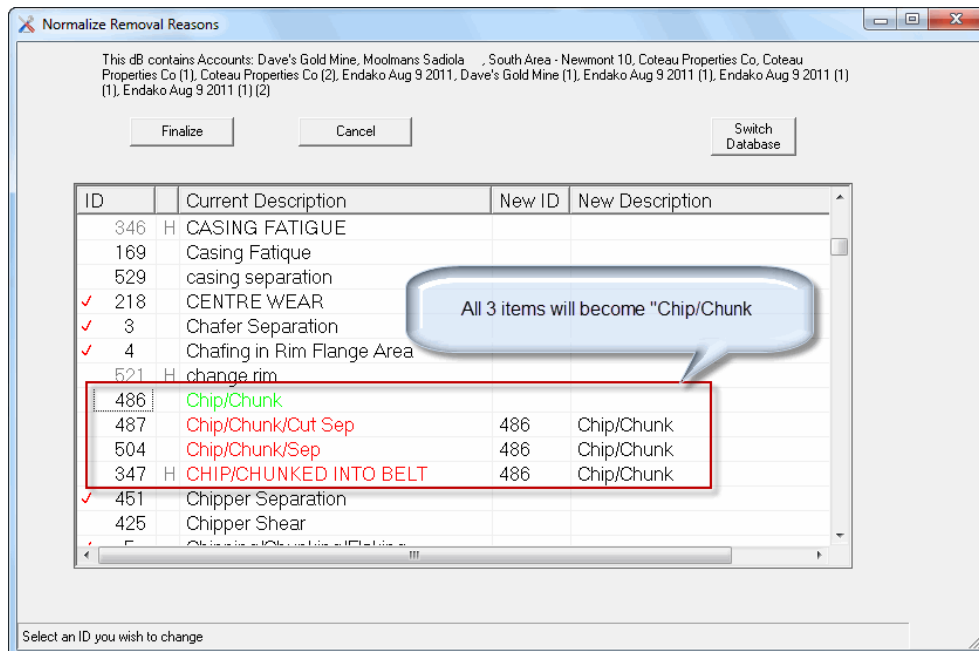 Normalize Removal Reasons
This dB contains Accounts: Dave's Gold Mine, Moolmans Sadiola , South Area - Newmont 10, Coteau Properties Co, Coteau
Properties Co (1), Coteau Properties Co (2), Endako Aug 9 2011, Dave's Gold Mine (1), Endako Aug 9 2011 (1), Endako Aug 9 2011 (1)
(1), Endako Aug 9 2011 (1) (2)
Finalize Cancel Switch
Database
ID Current Description New ID New Description
346 H CASING FATIGUE
169 Casing Fatique
529 casing separation
218 CENTRE WEAR
All 3 items will become "Chip/Chunk
3 Chafer Separation
4 Chafing in Rim Flange Area
521 H change rim
486 Chip/Chunk
487 Chip/Chunk/Cut Sep 486 Chip/Chunk
504 Chip/Chunk/Sep 486 Chip/Chunk
347 H CHIP/CHUNKED INTO BELT 486 Chip/Chunk
451 Chipper Separation
425 Chipper Shear
Select an ID you wish to change